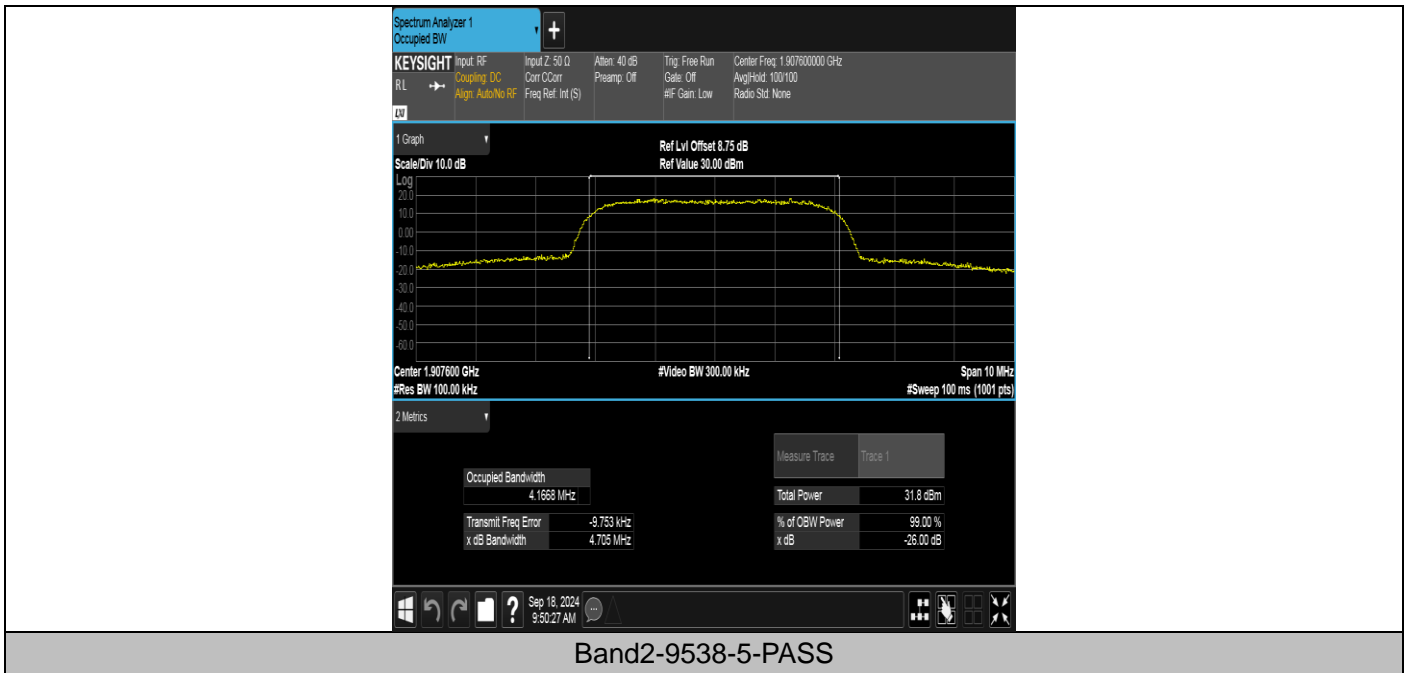 Spectrum Analyzer 1
Occupied BW
+
KEYSIGHT Input: RF Input Z: 50 Ω Atten: 40 dB Trig: Free Run Center Freq: 1.907600000 GHz
RL Coupling: DC Corr CCorr Preamp: Off Gate: Off Avg|Hold: 100/100
Align: Auto/No RF Freq Ref: Int (S) #IF Gain: Low Radio Std: None
LXI
1 Graph Ref Lvl Offset 8.75 dB
Scale/Div 10.0 dB Ref Value 30.00 dBm
Log
20.0
10.0
0.00
-10.0
-20.0
-30.0
-40.0
-50.0
-60.0
Center 1.907600 GHz #Video BW 300.00 kHz Span 10 MHz
#Res BW 100.00 kHz #Sweep 100 ms (1001 pts)
2 Metrics
Measure Trace Trace 1
Occupied Bandwidth
4.1668 MHz Total Power 31.8 dBm
Transmit Freq Error -9.753 kHz % of OBW Power 99.00 %
x dB Bandwidth 4.705 MHz x dB -26.00 dB
? Sep 18, 2024
9:50:27 AM
Band2-9538-5-PASS